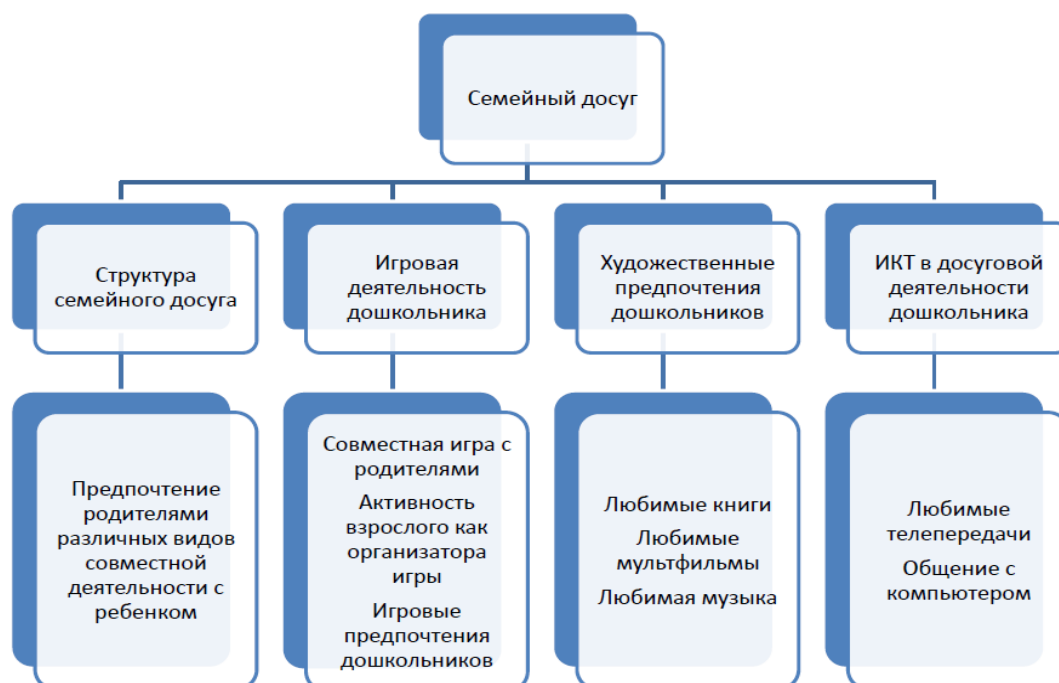 Семейный досуг
Структура
семейного досуга
Игровая
деятельность
дошкольника
Художественные
предпочтения
дошкольников
ИКТ в досуговой
деятельности
дошкольника
Предпочтение
родителями
различных видов
совместной
деятельности с
ребенком
Совместная игра с
родителями
Активность
взрослого как
организатора
игры
Игровые
предпочтения
дошкольников
Любимые книги
Любимые
мультфильмы
Любимая музыка
Любимые
телепередачи
Общение с
компьютером